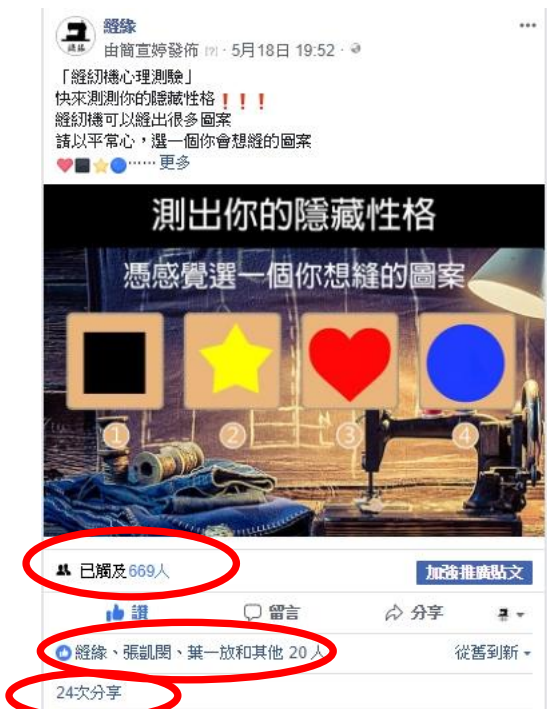 縫緣
由簡宣婷發佈 [?] · 5月18日 19:52 ·
「縫紉機心理測驗」
快來測測你的隱藏性格❗❗❗
縫紉機可以縫出很多圖案
請以平常心，選一個你會想縫的圖案
❤️⬛⭐🔵⋯⋯更多
測出你的隱藏性格
憑感覺選一個你想縫的圖案
1 2 3 4
已觸及669人
加強推廣貼文
讚 留言 分享
縫緣、張凱閔、葉一放和其他 20 人 從舊到新
24次分享